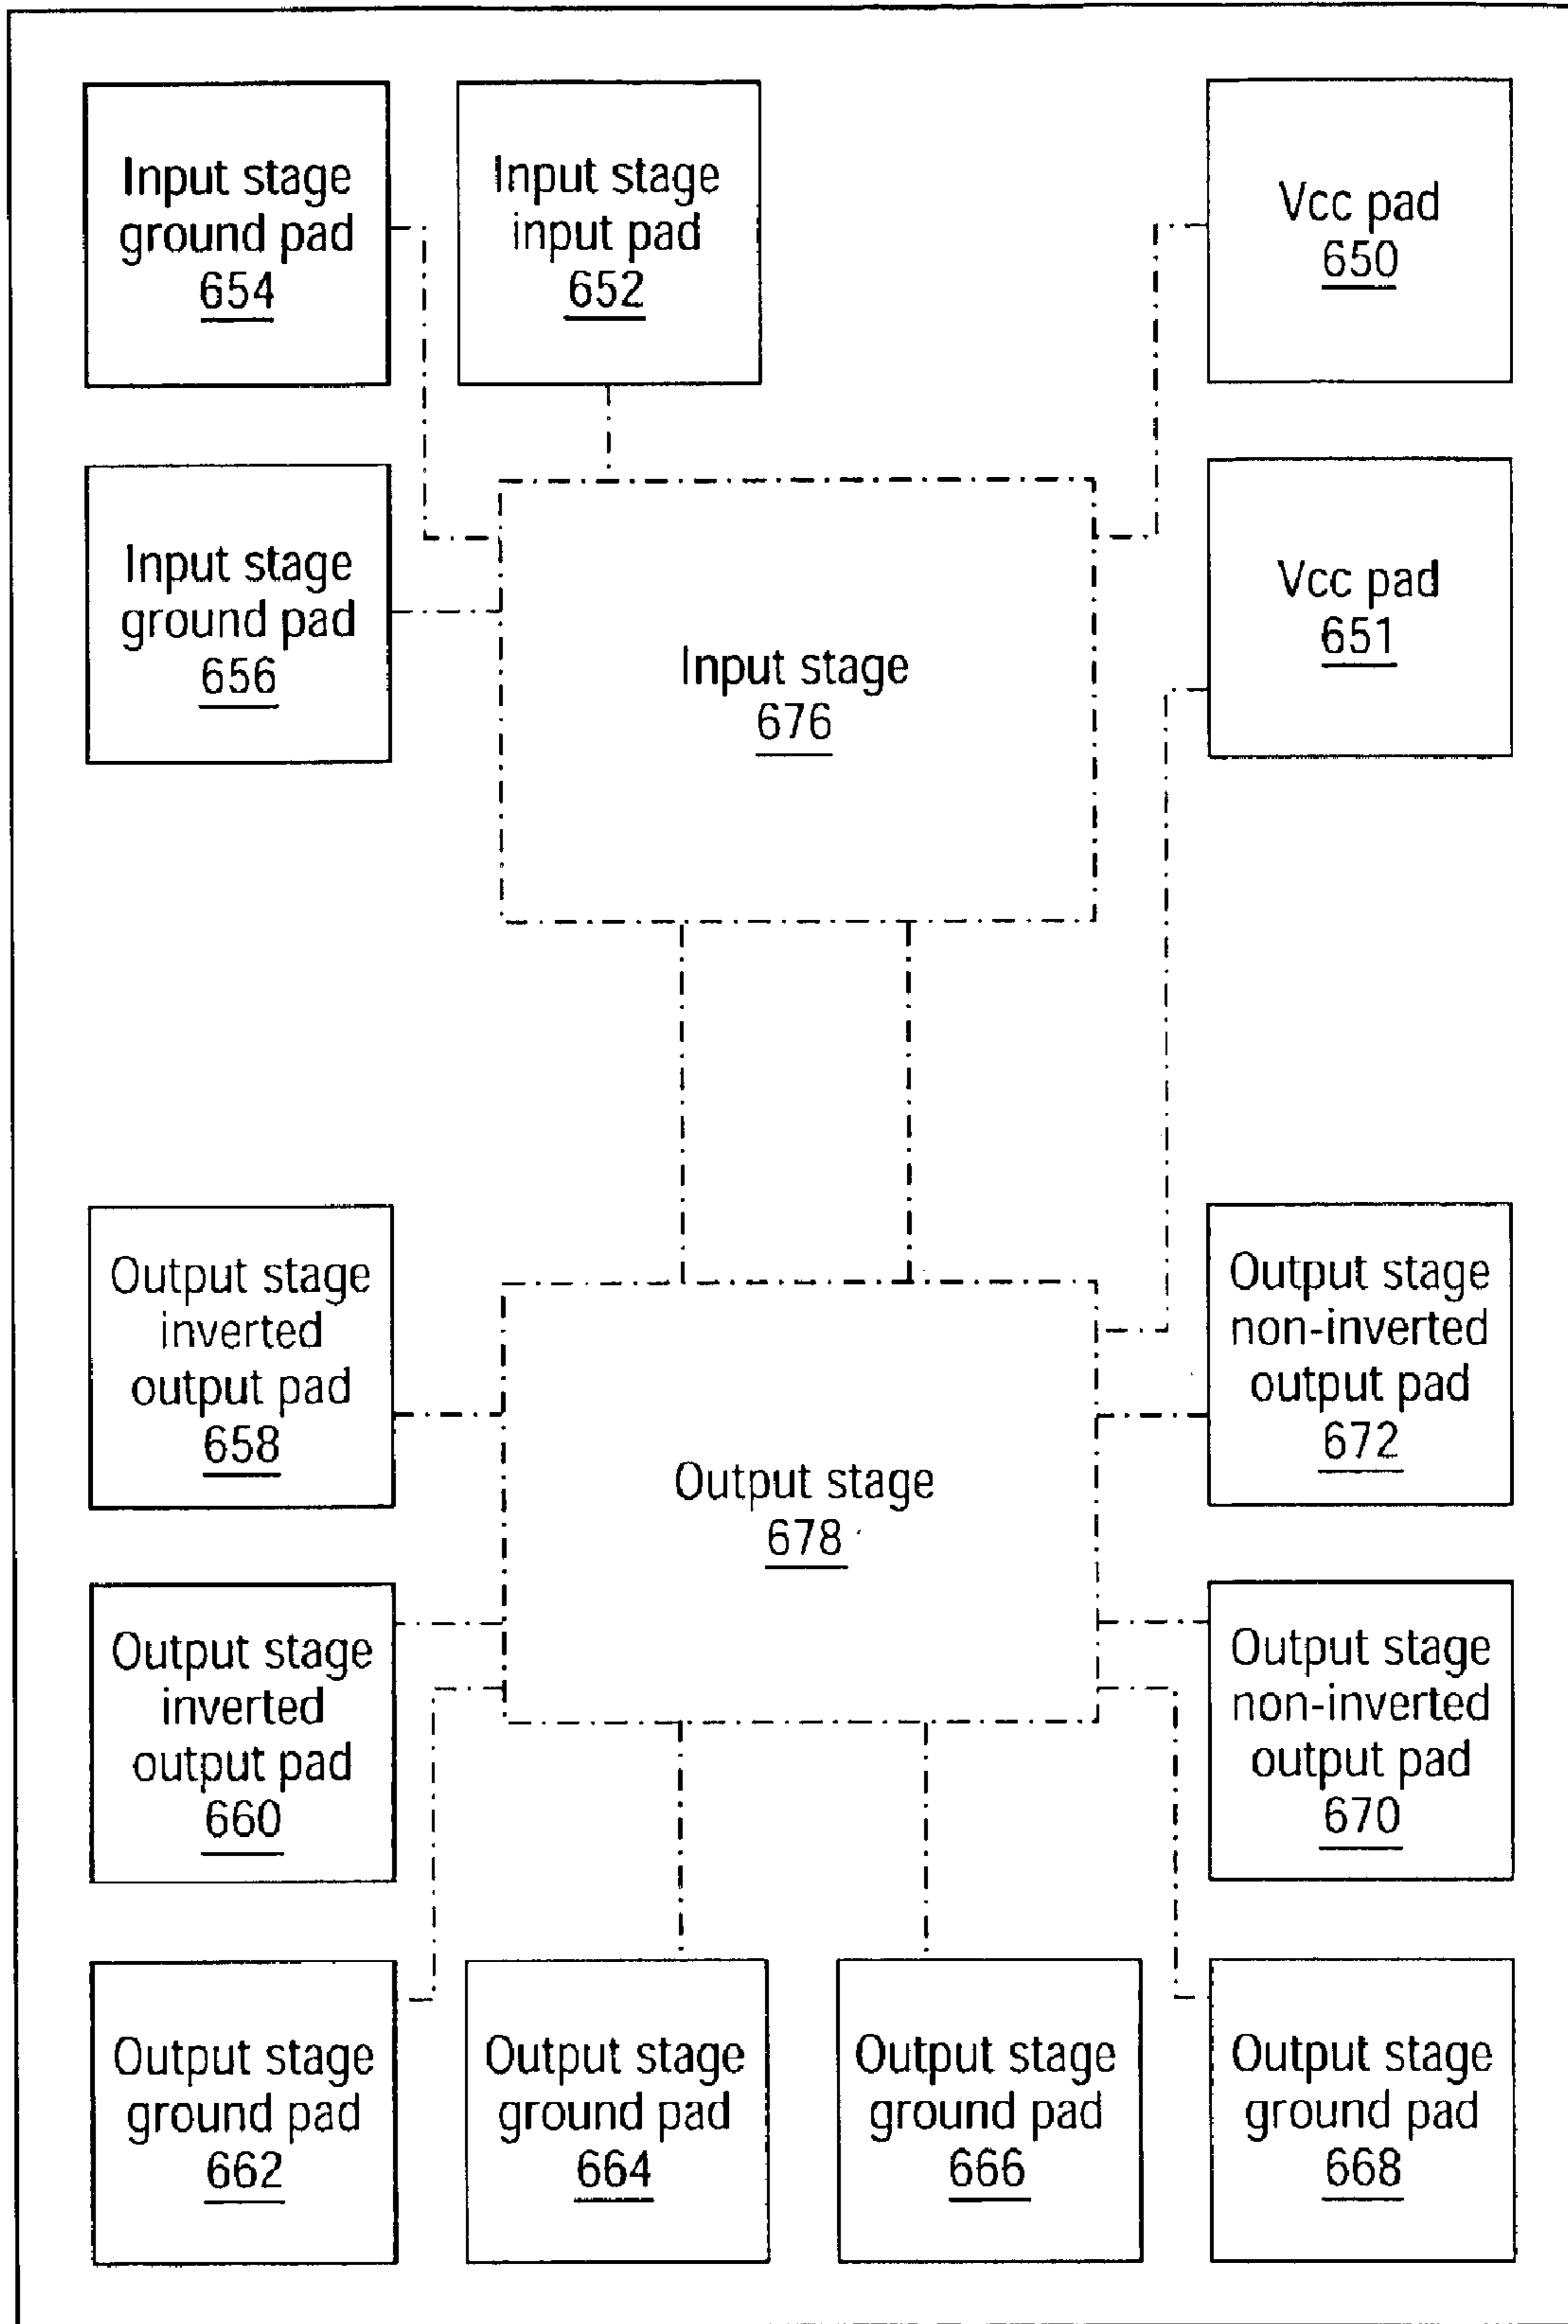 Input stage
ground pad
654
Input stage
input pad
652
Vcc pad
650
Input stage
ground pad
656
Input stage
676
Vcc pad
651
Output stage
inverted
output pad
658
Output stage
678
Output stage
non-inverted
output pad
672
Output stage
inverted
output pad
660
Output stage
non-inverted
output pad
670
Output stage
ground pad
662
Output stage
ground pad
664
Output stage
ground pad
666
Output stage
ground pad
668